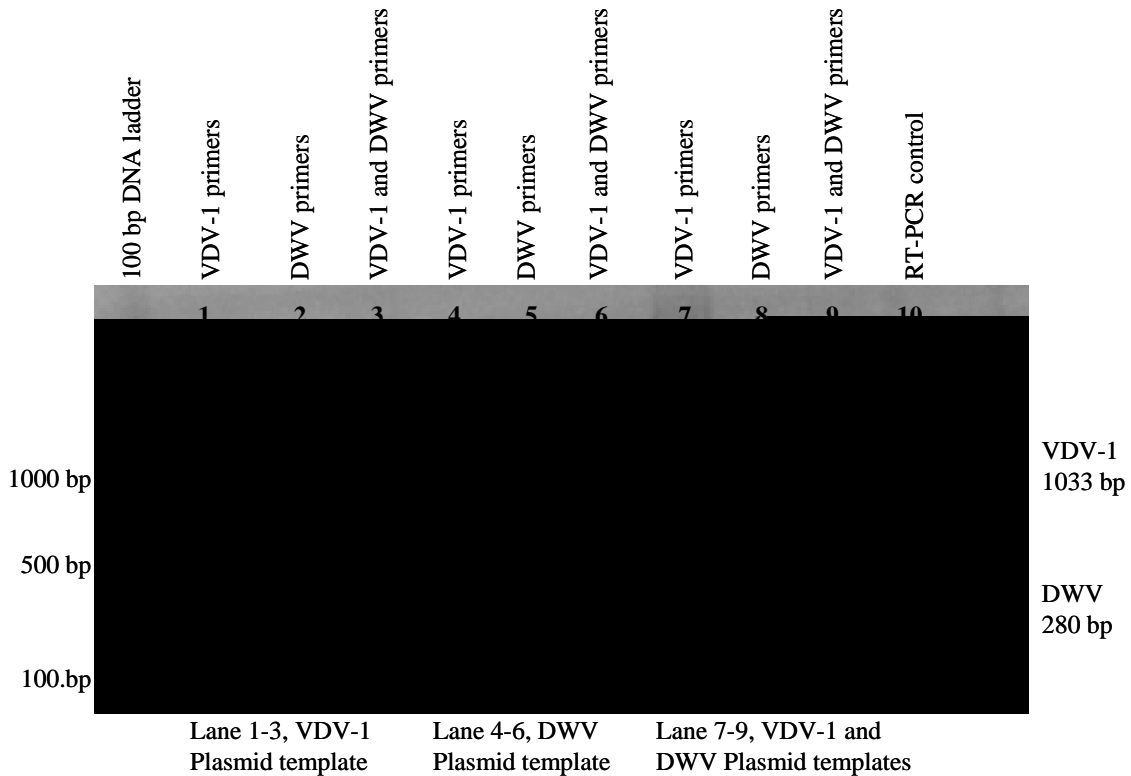 100 bp DNA ladder
VDV-1 primers
DWV primers
VDV-1 and DWV primers
VDV-1 primers
DWV primers
VDV-1 and DWV primers
VDV-1 primers
DWV primers
VDV-1 and DWV primers
RT-PCR control
1 2 3 4 5 6 7 8 9 10
VDV-1
1033 bp
1000 bp
500 bp
DWV
280 bp
100.bp
Lane 1-3, VDV-1
Plasmid template
Lane 4-6, DWV
Plasmid template
Lane 7-9, VDV-1 and
DWV Plasmid templates